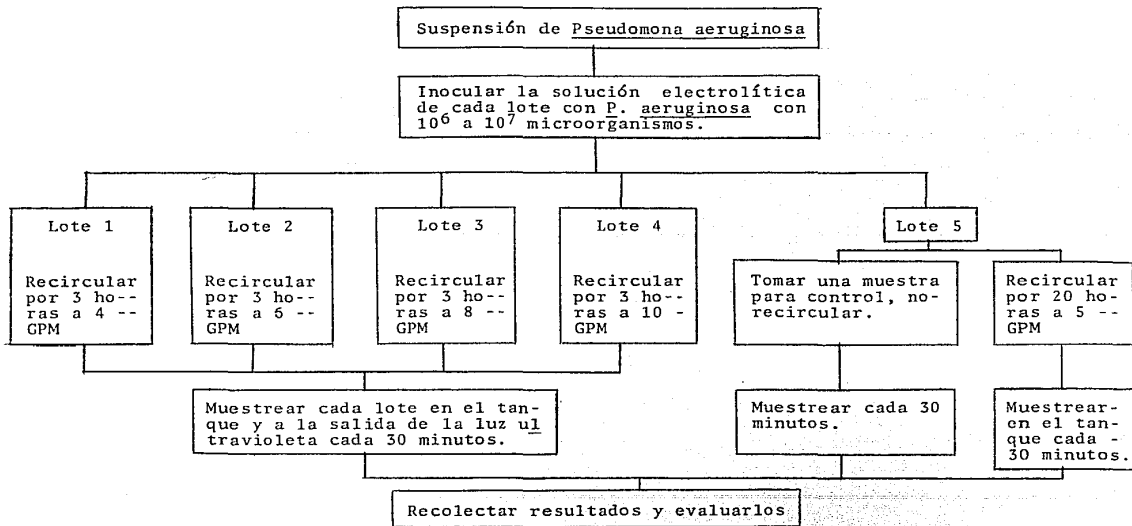 Suspensión de Pseudomona aeruginosa
Inocular la solución electrolítica
de cada lote con P. aeruginosa con
10⁶ a 10⁷ microorganismos.
Lote 1
Recircular
por 3 ho--
ras a 4 --
GPM
Lote 2
Recircular
por 3 ho--
ras a 6 --
GPM
Lote 3
Recircular
por 3 ho--
ras a 8 --
GPM
Lote 4
Recircular
por 3 ho--
ras a 10 -
GPM
Lote 5
Tomar una muestra
para control, no-
recircular.
Recircular
por 20 ho-
ras a 5 --
GPM
Muestrear cada lote en el tan-
que y a la salida de la luz ul
travioleta cada 30 minutos.
Muestrear cada 30
minutos.
Muestrear-
en el tan-
que cada -
30 minutos.
Recolectar resultados y evaluarlos